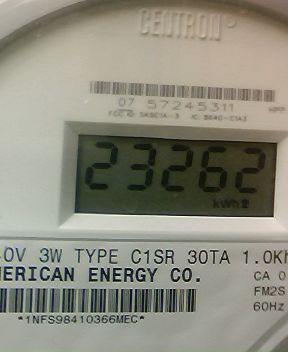 CENTRON
07 57245311
23262
kWh
0V 3W TYPE C1SR 30TA 1.0Kh
MERICAN ENERGY CO.
CA 0
FM2S
60Hz
*1NFS98410366MEC*